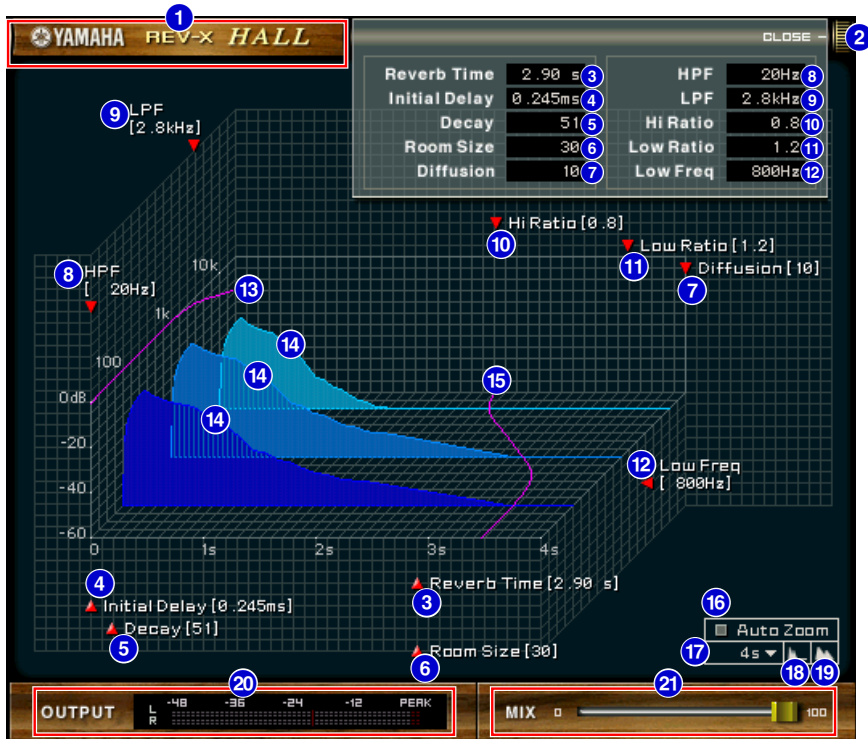 1
YAMAHA REV-X HALL
CLOSE –
2
Reverb Time 2.90 s 3
Initial Delay 0.245ms 4
Decay 51 5
Room Size 30 6
Diffusion 10 7
HPF 20Hz 8
LPF 2.8kHz 9
Hi Ratio 0.8 10
Low Ratio 1.2 11
Low Freq 800Hz 12
9 LPF
[2.8kHz]
Hi Ratio [0.8]
10
Low Ratio [1.2]
11
Diffusion [10]
7
8 HPF
[ 20Hz]
10k
13
1k
100
14
14
14
15
0dB
-20
-40
-60
0 1s 2s 3s 4s
12 Low Freq
[ 800Hz]
4
Initial Delay [0.245ms]
Decay [51]
5
Reverb Time [2.90 s]
3
Room Size [30]
6
16
Auto Zoom
17 4s
18 19
20
OUTPUT L R -48 -36 -24 -12 PEAK
21
MIX 0 100